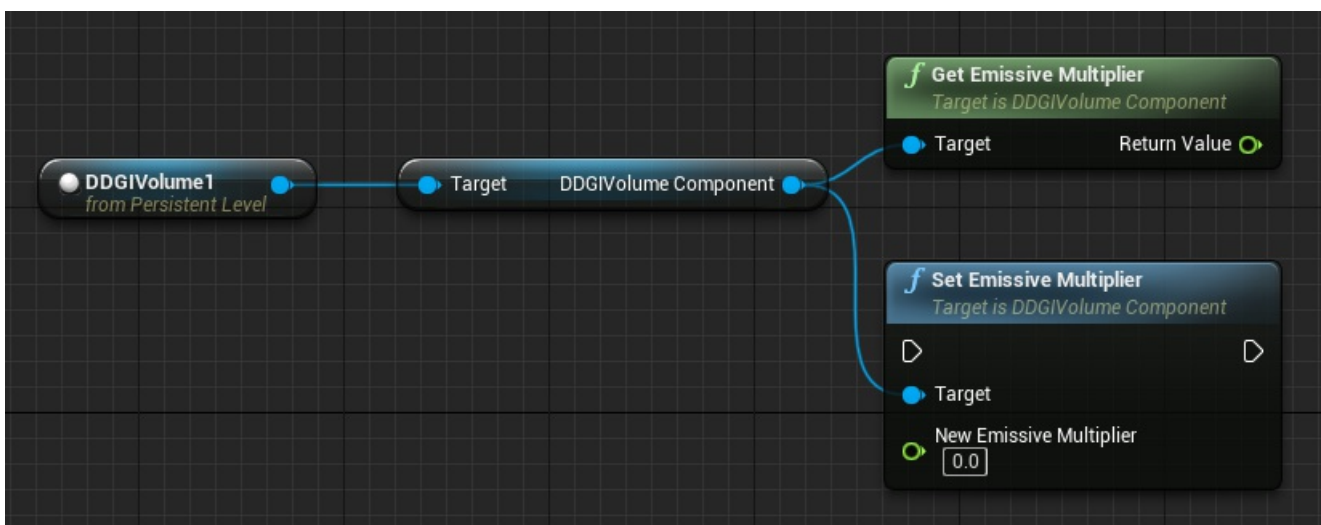 DDGIVolume1
from Persistent Level
Target DDGIVolume Component
f Get Emissive Multiplier
Target is DDGIVolume Component
Target Return Value
f Set Emissive Multiplier
Target is DDGIVolume Component
Target
New Emissive Multiplier
0.0